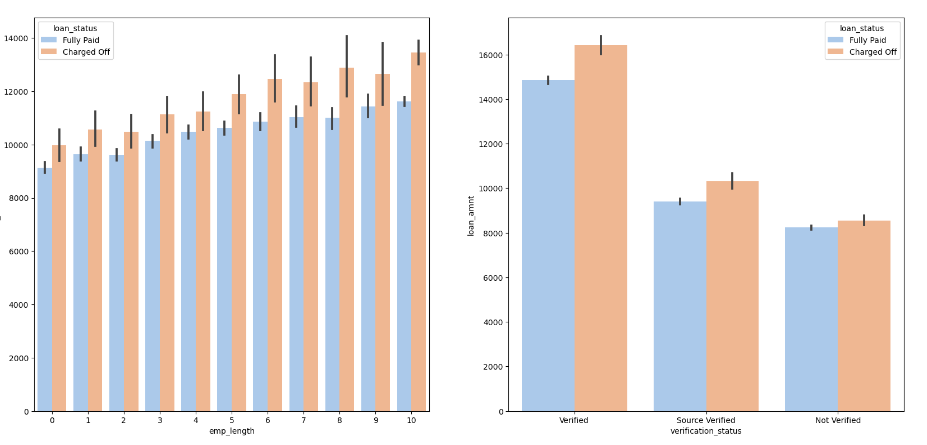 loan_status
Fully Paid
Charged Off
14000
12000
10000
8000
6000
4000
2000
0
0 1 2 3 4 5 6 7 8 9 10
emp_length
loan_status
Fully Paid
Charged Off
16000
14000
12000
10000
8000
6000
4000
2000
0
loan_amnt
Verified Source Verified Not Verified
verification_status